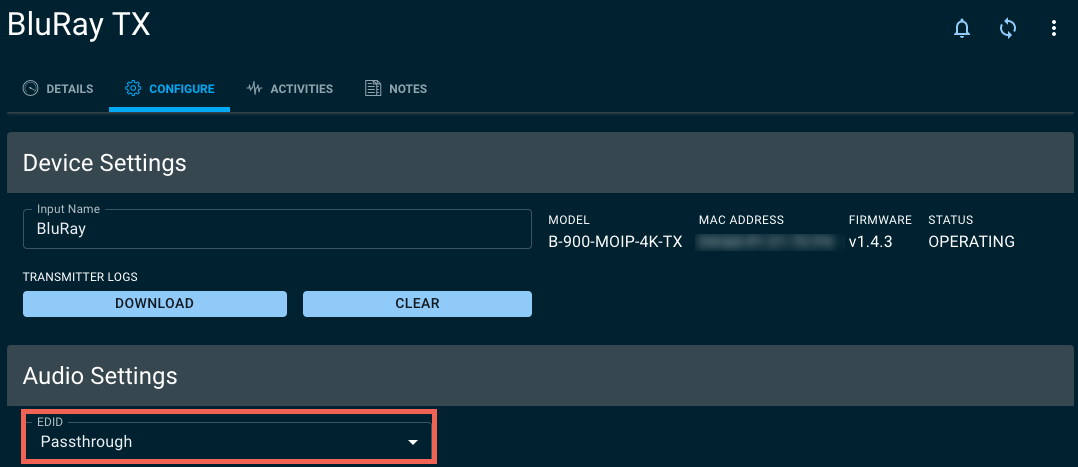 BluRay TX
DETAILS CONFIGURE ACTIVITIES NOTES
Device Settings
Input Name
BluRay
MODEL MAC ADDRESS FIRMWARE STATUS
B-900-MOIP-4K-TX v1.4.3 OPERATING
TRANSMITTER LOGS
DOWNLOAD CLEAR
Audio Settings
EDID
Passthrough